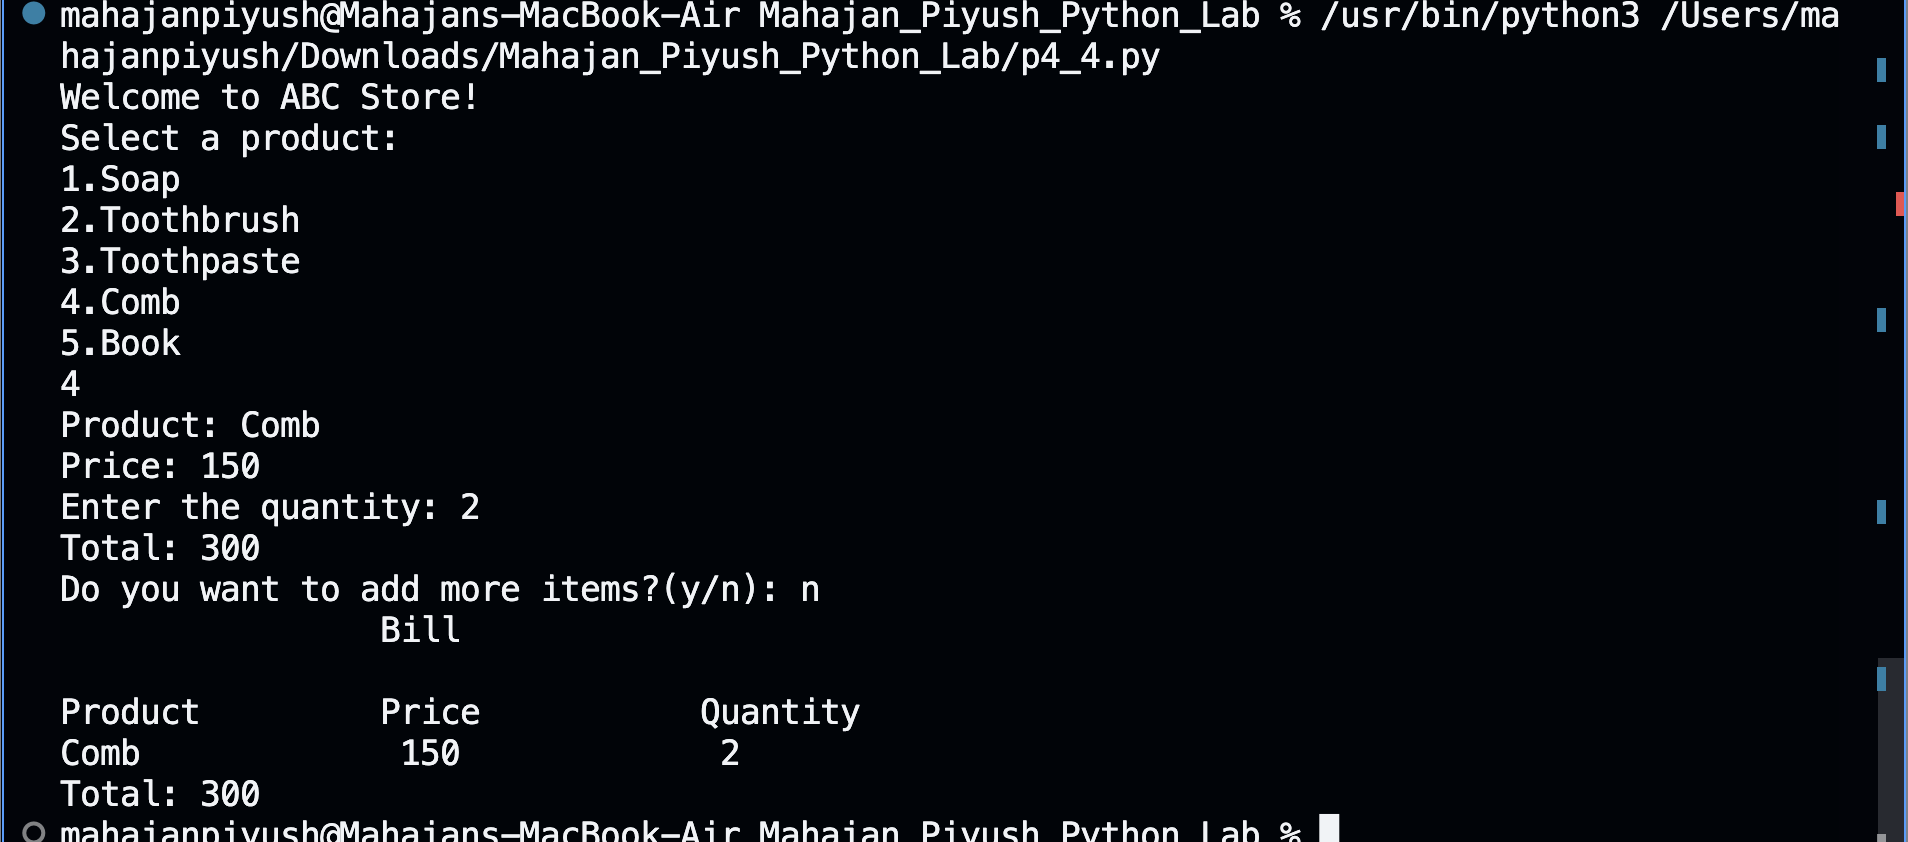 mahajanpiyush@Mahajans-MacBook-Air Mahajan_Piyush_Python_Lab % /usr/bin/python3 /Users/ma
hajanpiyush/Downloads/Mahajan_Piyush_Python_Lab/p4_4.py
Welcome to ABC Store!
Select a product:
1.Soap
2.Toothbrush
3.Toothpaste
4.Comb
5.Book
4
Product: Comb
Price: 150
Enter the quantity: 2
Total: 300
Do you want to add more items?(y/n): n
Bill
Product Price Quantity
Comb 150 2
Total: 300
mahajanpiyush@Mahajans-MacBook-Air Mahajan_Piyush_Python_Lab %